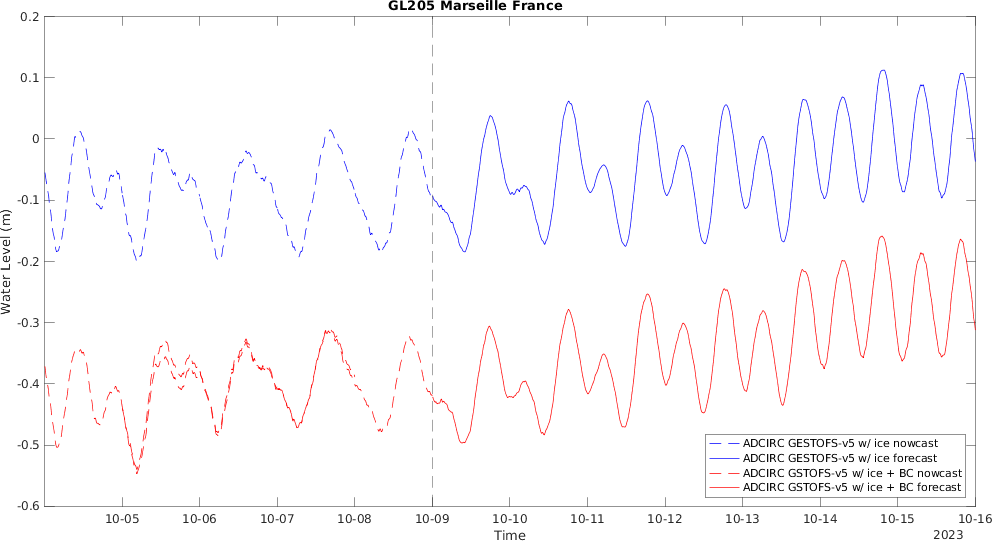 GL205 Marseille France
0.2
0.1
0
-0.1
-0.2
-0.3
-0.4
-0.5
-0.6
Water Level (m)
ADCIRC GESTOFS-v5 w/ ice nowcast
ADCIRC GESTOFS-v5 w/ ice forecast
ADCIRC GSTOFS-v5 w/ ice + BC nowcast
ADCIRC GSTOFS-v5 w/ ice + BC forecast
10-05 10-06 10-07 10-08 10-09 10-10 10-11 10-12 10-13 10-14 10-15 10-16
Time
2023